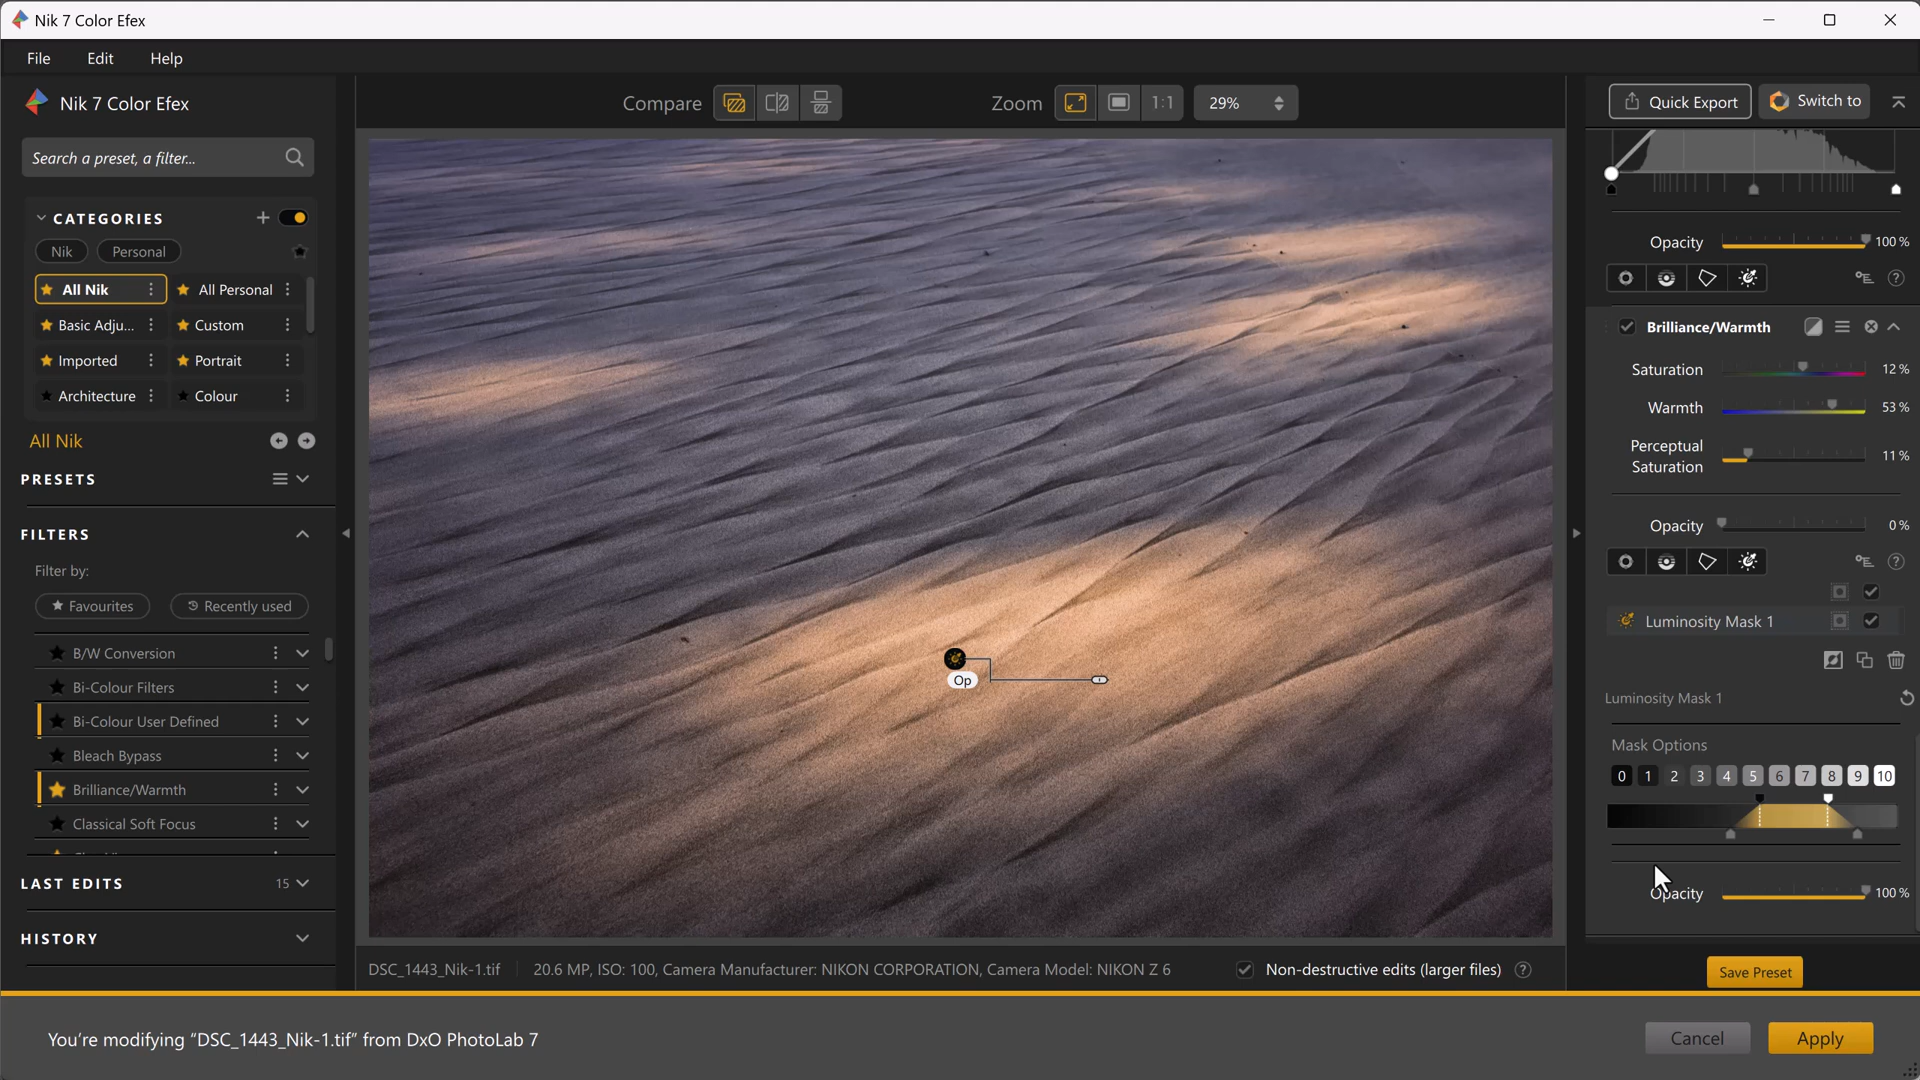 Nik 7 Color Efex
File Edit Help
Nik 7 Color Efex
Compare
Zoom 1:1 29%
Quick Export Switch to
Search a preset, a filter...
CATEGORIES
Nik Personal
All Nik All Personal
Basic Adju... Custom
Imported Portrait
Architecture Colour
All Nik
PRESETS
FILTERS
Filter by:
Favourites Recently used
B/W Conversion
Bi-Colour Filters
Bi-Colour User Defined
Bleach Bypass
Brilliance/Warmth
Classical Soft Focus
LAST EDITS 15
HISTORY
Op
Opacity 100%
Brilliance/Warmth
Saturation 12%
Warmth 53%
Perceptual
Saturation 11%
Opacity 0%
Luminosity Mask 1
Luminosity Mask 1
Mask Options
0 1 2 3 4 5 6 7 8 9 10
Opacity 100%
DSC_1443_Nik-1.tif 20.6 MP, ISO: 100, Camera Manufacturer: NIKON CORPORATION, Camera Model: NIKON Z 6 Non-destructive edits (larger files) ?
Save Preset
You're modifying "DSC_1443_Nik-1.tif" from DxO PhotoLab 7
Cancel Apply